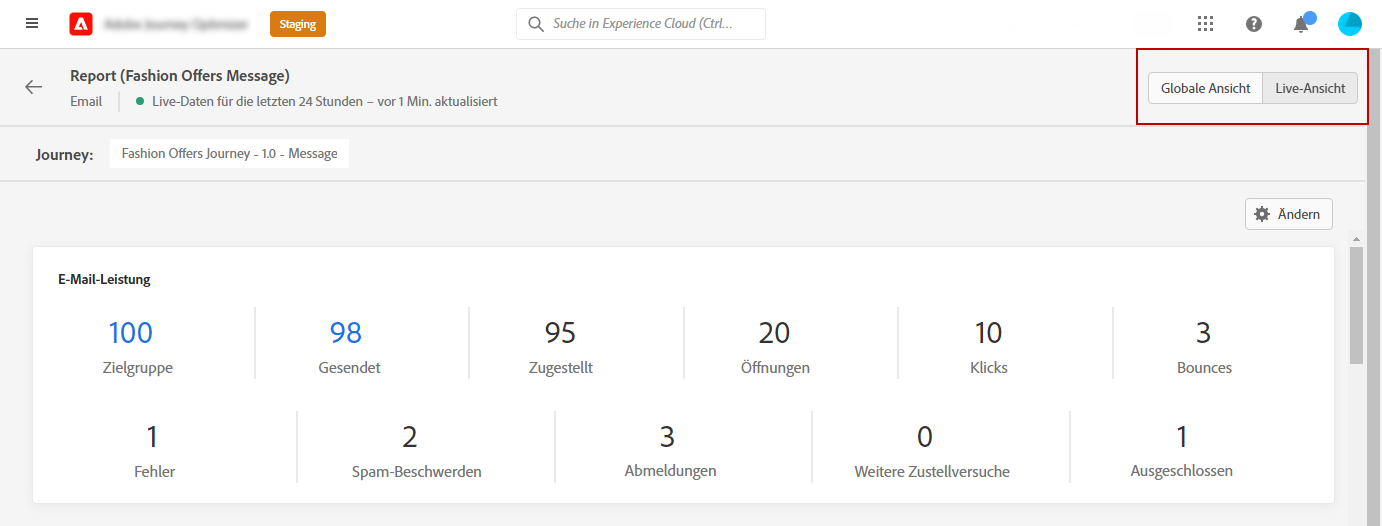 Staging
Suche in Experience Cloud (Ctrl...
Report (Fashion Offers Message)
Email
Live-Daten für die letzten 24 Stunden – vor 1 Min. aktualisiert
Globale Ansicht
Live-Ansicht
Journey:
Fashion Offers Journey - 1.0 - Message
Ändern
E-Mail-Leistung
100 98 95 20 10 3
Zielgruppe Gesendet Zugestellt Öffnungen Klicks Bounces
1 2 3 0 1
Fehler Spam-Beschwerden Abmeldungen Weitere Zustellversuche Ausgeschlossen